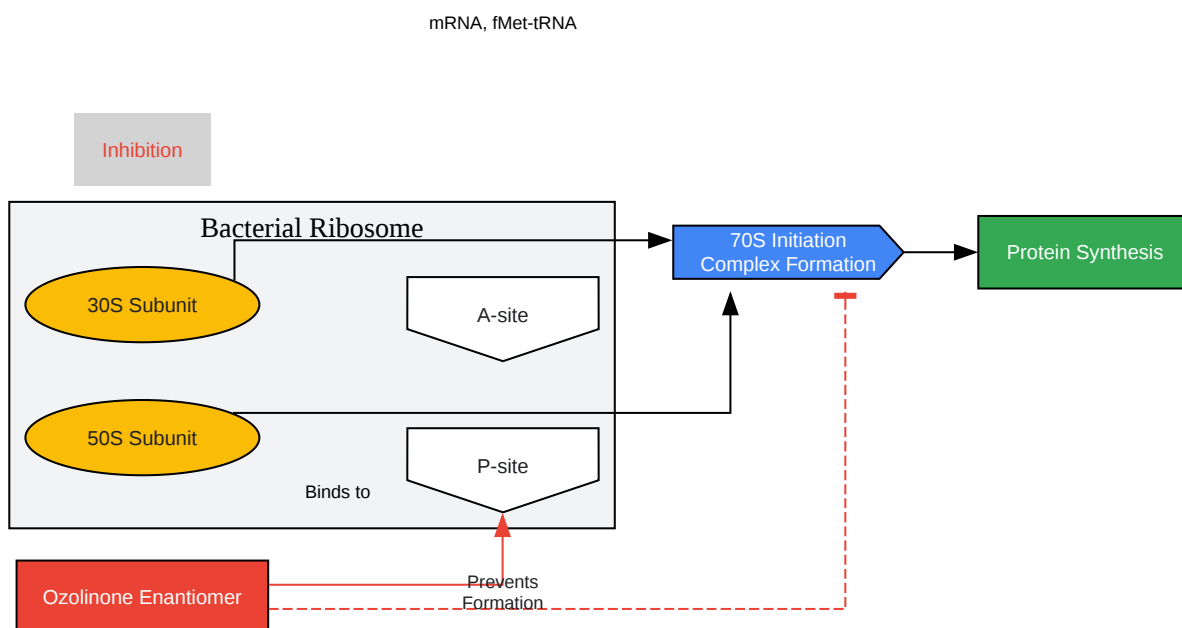 mRNA, fMet-tRNA
Inhibition
Bacterial Ribosome
70S Initiation
Complex Formation
Protein Synthesis
30S Subunit
A-site
50S Subunit
P-site
Binds to
Prevents
Formation
Ozolinone Enantiomer